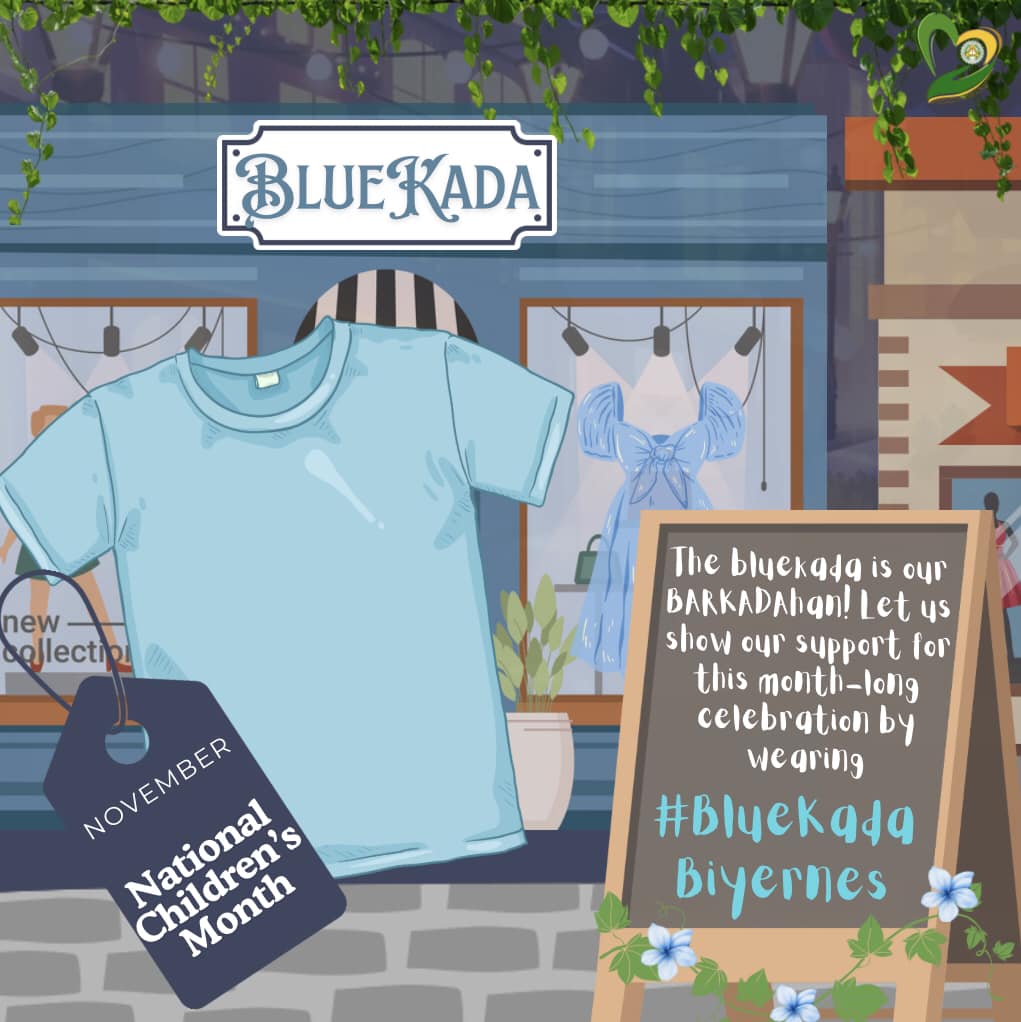 BLUEKADA
new
collection
NOVEMBER
National
Children's
Month
The bluekada is our
BARKADAhan! Let us
show our support for
this month-long
celebration by
wearing
#BlueKada
Biyernes